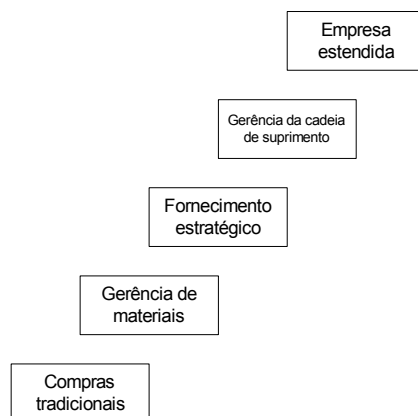 Empresa
estendida
Gerência da cadeia
de suprimento
Fornecimento
estratégico
Gerência de
materiais
Compras
tradicionais